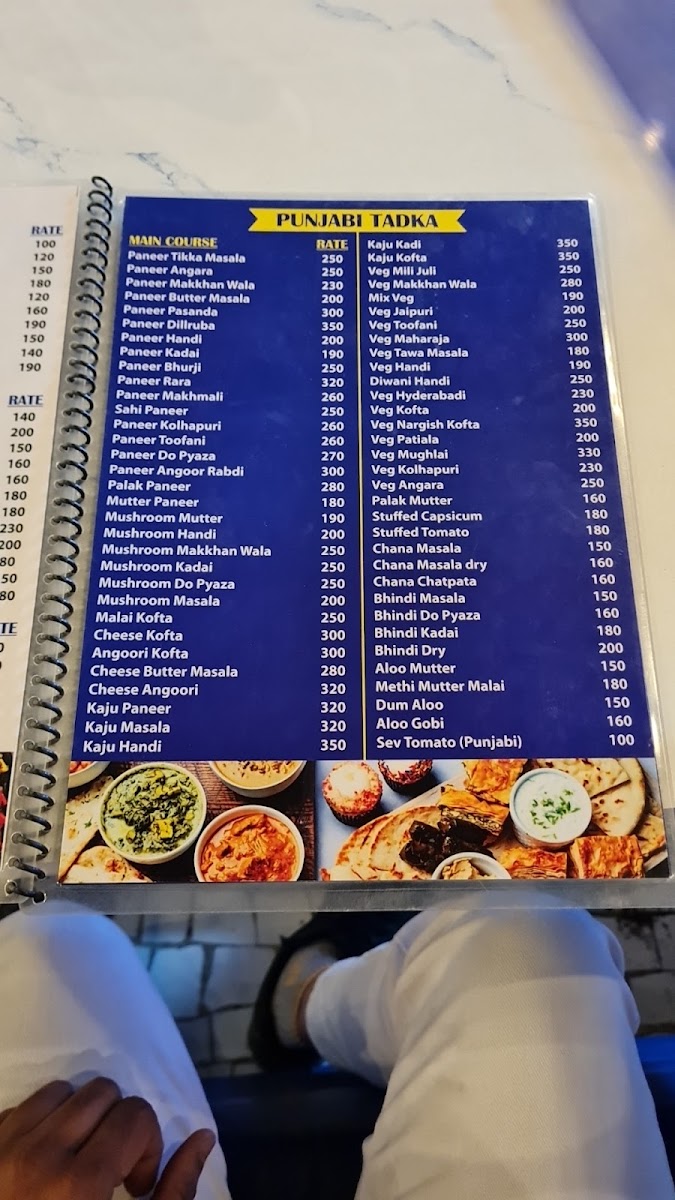 RATE
100
120
150
180
120
160
190
150
140
190
RATE
140
200
150
160
160
180
180
230
200
80
50
80
TE
PUNJABI TADKA
MAIN COURSE RATE
Paneer Tikka Masala 250
Paneer Angara 250
Paneer Makkhan Wala 230
Paneer Butter Masala 200
Paneer Pasanda 300
Paneer Dillruba 350
Paneer Handi 200
Paneer Kadai 190
Paneer Bhurji 250
Paneer Rara 320
Paneer Makhmali 260
Sahi Paneer 250
Paneer Kolhapuri 260
Paneer Toofani 260
Paneer Do Pyaza 270
Paneer Angoor Rabdi 300
Palak Paneer 280
Mutter Paneer 180
Mushroom Mutter 190
Mushroom Handi 200
Mushroom Makkhan Wala 250
Mushroom Kadai 250
Mushroom Do Pyaza 250
Mushroom Masala 200
Malai Kofta 250
Cheese Kofta 300
Angoori Kofta 300
Cheese Butter Masala 280
Cheese Angoori 320
Kaju Paneer 320
Kaju Masala 320
Kaju Handi 350
Kaju Kadi 350
Kaju Kofta 350
Veg Mili Juli 250
Veg Makkhan Wala 280
Mix Veg 190
Veg Jaipuri 200
Veg Toofani 250
Veg Maharaja 300
Veg Tawa Masala 180
Veg Handi 190
Diwani Handi 250
Veg Hyderabadi 230
Veg Kofta 200
Veg Nargish Kofta 350
Veg Patiala 200
Veg Mughlai 330
Veg Kolhapuri 230
Veg Angara 250
Palak Mutter 160
Stuffed Capsicum 180
Stuffed Tomato 180
Chana Masala 150
Chana Masala dry 160
Chana Chatpata 160
Bhindi Masala 150
Bhindi Do Pyaza 160
Bhindi Kadai 180
Bhindi Dry 200
Aloo Mutter 150
Methi Mutter Malai 180
Dum Aloo 150
Aloo Gobi 160
Sev Tomato (Punjabi) 100